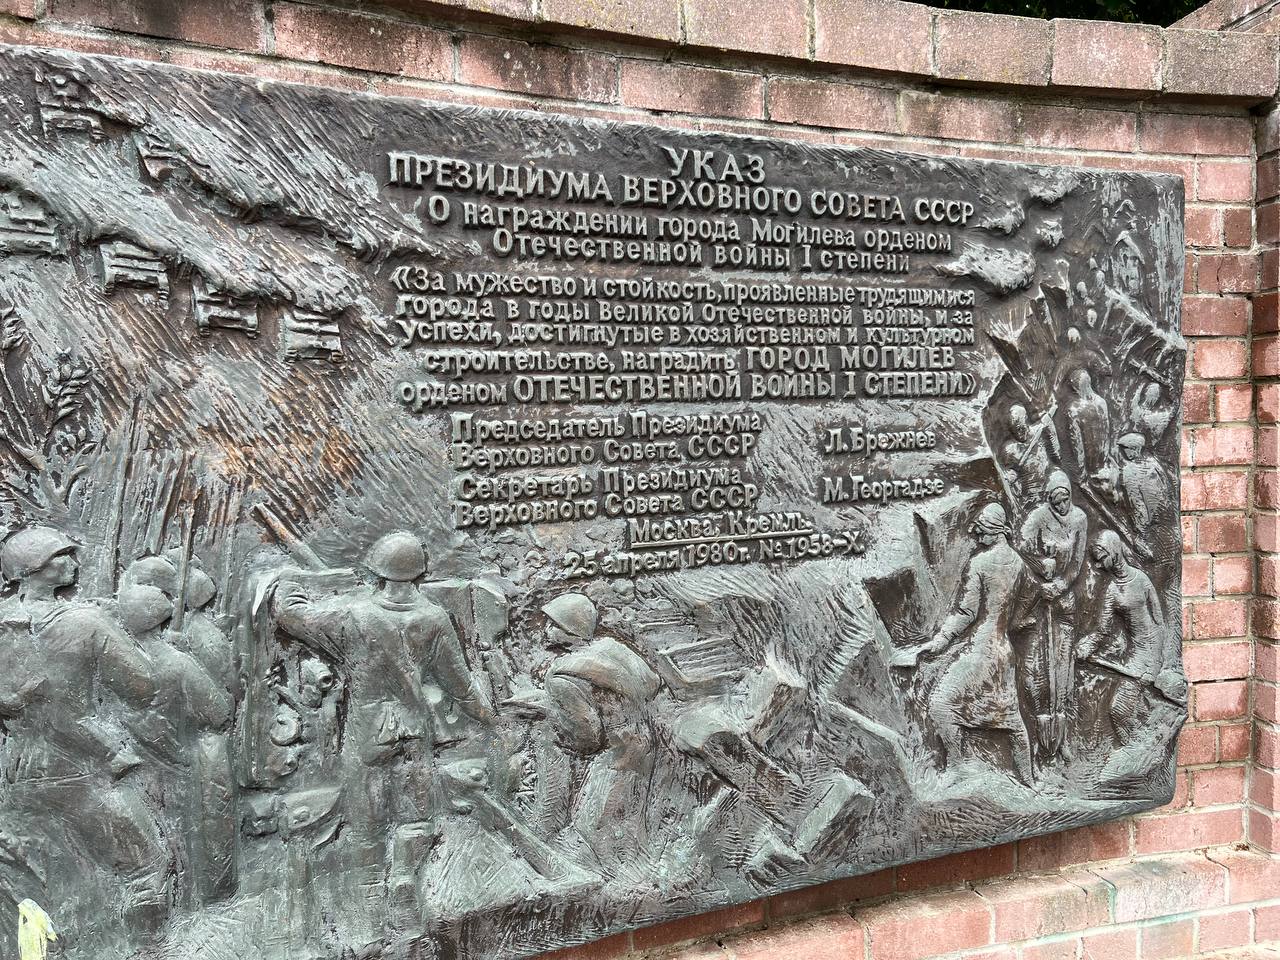 УКАЗ
ПРЕЗИДИУМА ВЕРХОВНОГО СОВЕТА СССР
О награждении города Могилева орденом
Отечественной войны I степени
«За мужество и стойкость, проявленные трудящимися
города в годы Великой Отечественной войны, и за
успехи, достигнутые в хозяйственном и культурном
строительстве, наградить ГОРОД МОГИЛЕВ
орденом ОТЕЧЕСТВЕННОЙ ВОЙНЫ I СТЕПЕНИ»
Председатель Президиума
Верховного Совета СССР Л. Брежнев
Секретарь Президиума
Верховного Совета СССР М. Георгадзе
Москва. Кремль.
25 апреля 1980г. № 1958-X.